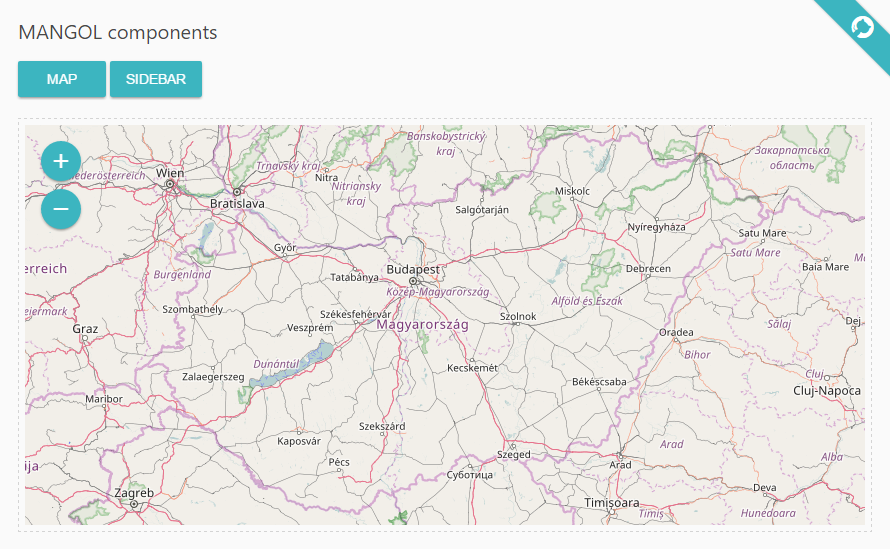 MANGOL components
MAP
SIDEBAR
+
−
Banskobystrický
kraj
Закарпатська
область
Trnavský kraj
Wien
Niederösterreich
Nitra
Nitriansky
kraj
Miskolc
Bratislava
Salgótarján
Nyíregyháza
Satu Mare
Győr
Satu Mare
erreich
Burgenland
Tatabánya
Budapest
Debrecen
Baia Mare
Közép-Magyarország
Alföld és Észak
Szombathely
Székesfehérvár
Szolnok
eiermark
Graz
Veszprém
Magyarország
Sălaj
Dej
Oradea
Bihor
Dunántúl
Kecskemét
Zalaegerszeg
Békéscsaba
Cluj
Cluj-Napoca
Maribor
Szekszárd
Kaposvár
Arad
Szeged
Alba
ija
Pécs
Arad
Суботица
Zagreb
Deva
Timișoara
Timiș
Hunedoara